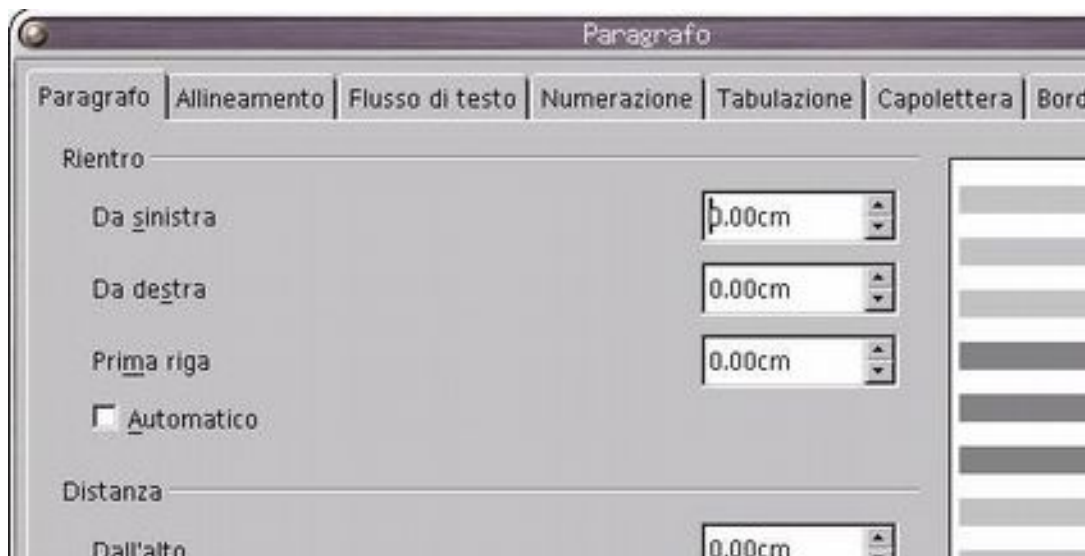 Paragrafo
Paragrafo Allineamento Flusso di testo Numerazione Tabulazione Capolettera Bord
Rientro
Da sinistra 0.00cm
Da destra 0.00cm
Prima riga 0.00cm
Automatico
Distanza
Dall'alto 0.00cm